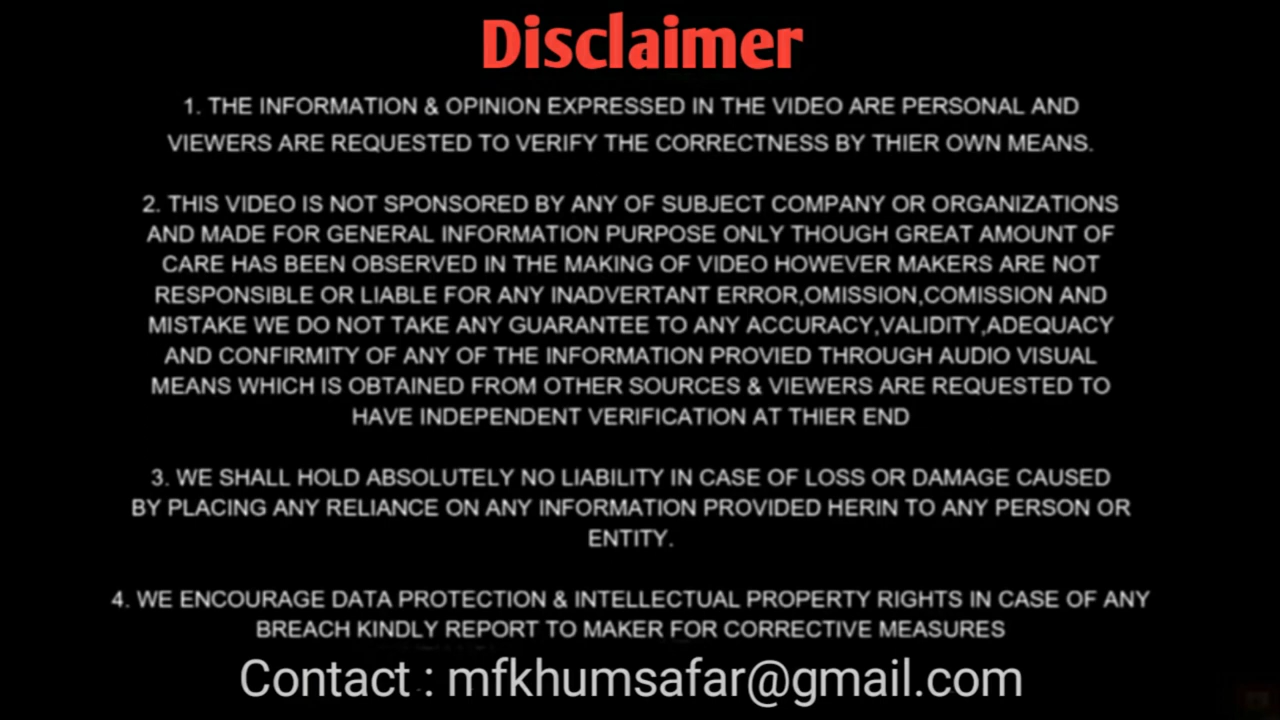 Disclaimer
1. THE INFORMATION & OPINION EXPRESSED IN THE VIDEO ARE PERSONAL AND
VIEWERS ARE REQUESTED TO VERIFY THE CORRECTNESS BY THIER OWN MEANS.
2. THIS VIDEO IS NOT SPONSORED BY ANY OF SUBJECT COMPANY OR ORGANIZATIONS
AND MADE FOR GENERAL INFORMATION PURPOSE ONLY THOUGH GREAT AMOUNT OF
CARE HAS BEEN OBSERVED IN THE MAKING OF VIDEO HOWEVER MAKERS ARE NOT
RESPONSIBLE OR LIABLE FOR ANY INADVERTANT ERROR,OMISSION,COMISSION AND
MISTAKE WE DO NOT TAKE ANY GUARANTEE TO ANY ACCURACY,VALIDITY,ADEQUACY
AND CONFIRMITY OF ANY OF THE INFORMATION PROVIED THROUGH AUDIO VISUAL
MEANS WHICH IS OBTAINED FROM OTHER SOURCES & VIEWERS ARE REQUESTED TO
HAVE INDEPENDENT VERIFICATION AT THIER END
3. WE SHALL HOLD ABSOLUTELY NO LIABILITY IN CASE OF LOSS OR DAMAGE CAUSED
BY PLACING ANY RELIANCE ON ANY INFORMATION PROVIDED HERIN TO ANY PERSON OR
ENTITY.
4. WE ENCOURAGE DATA PROTECTION & INTELLECTUAL PROPERTY RIGHTS IN CASE OF ANY
BREACH KINDLY REPORT TO MAKER FOR CORRECTIVE MEASURES
Contact : mfkhumsafar@gmail.com